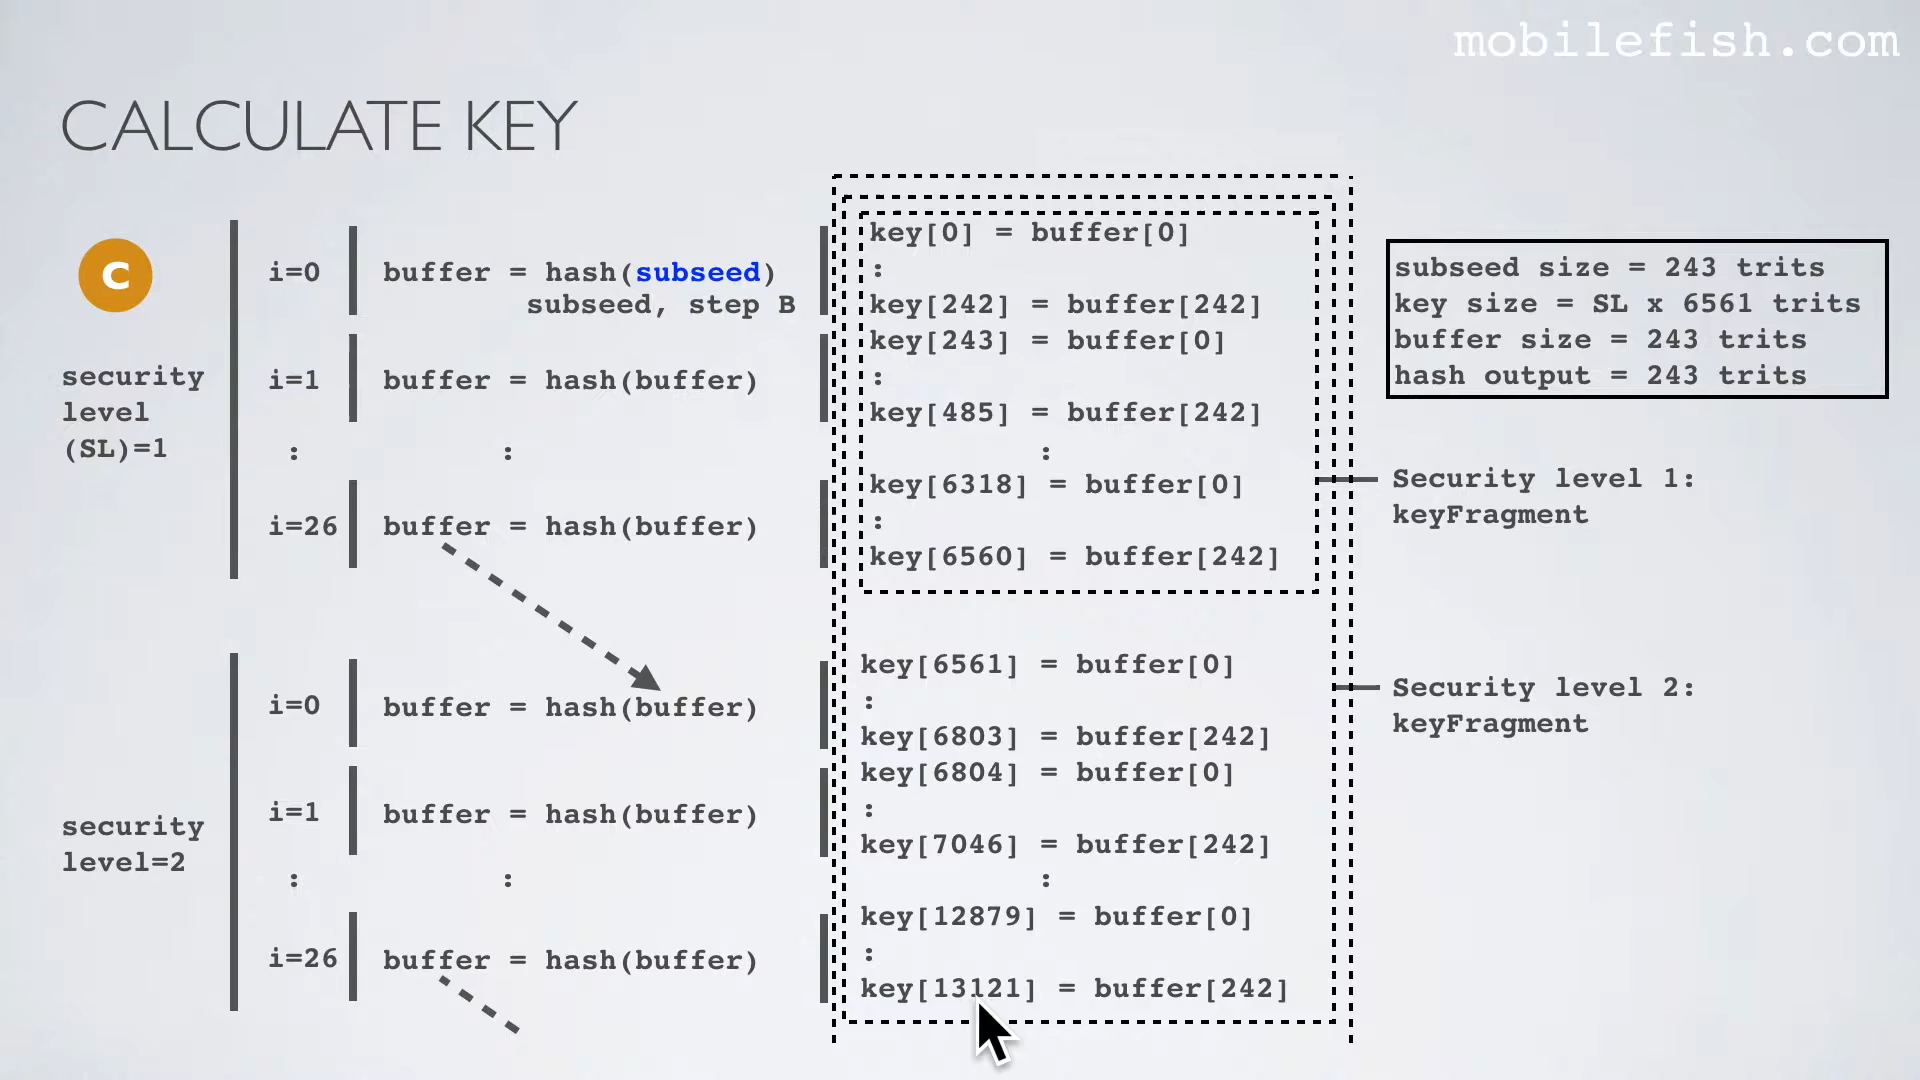 mobilefish.com
CALCULATE KEY
C
security
level
(SL)=1
i=0
buffer = hash(subseed)
subseed, step B
key[0] = buffer[0]
:
key[242] = buffer[242]
i=1
buffer = hash(buffer)
key[243] = buffer[0]
:
key[485] = buffer[242]
:
:
:
i=26
buffer = hash(buffer)
key[6318] = buffer[0]
:
key[6560] = buffer[242]
subseed size = 243 trits
key size = SL x 6561 trits
buffer size = 243 trits
hash output = 243 trits
Security level 1:
keyFragment
security
level=2
i=0
buffer = hash(buffer)
key[6561] = buffer[0]
:
key[6803] = buffer[242]
i=1
buffer = hash(buffer)
key[6804] = buffer[0]
:
key[7046] = buffer[242]
:
:
:
i=26
buffer = hash(buffer)
key[12879] = buffer[0]
:
key[13121] = buffer[242]
Security level 2:
keyFragment